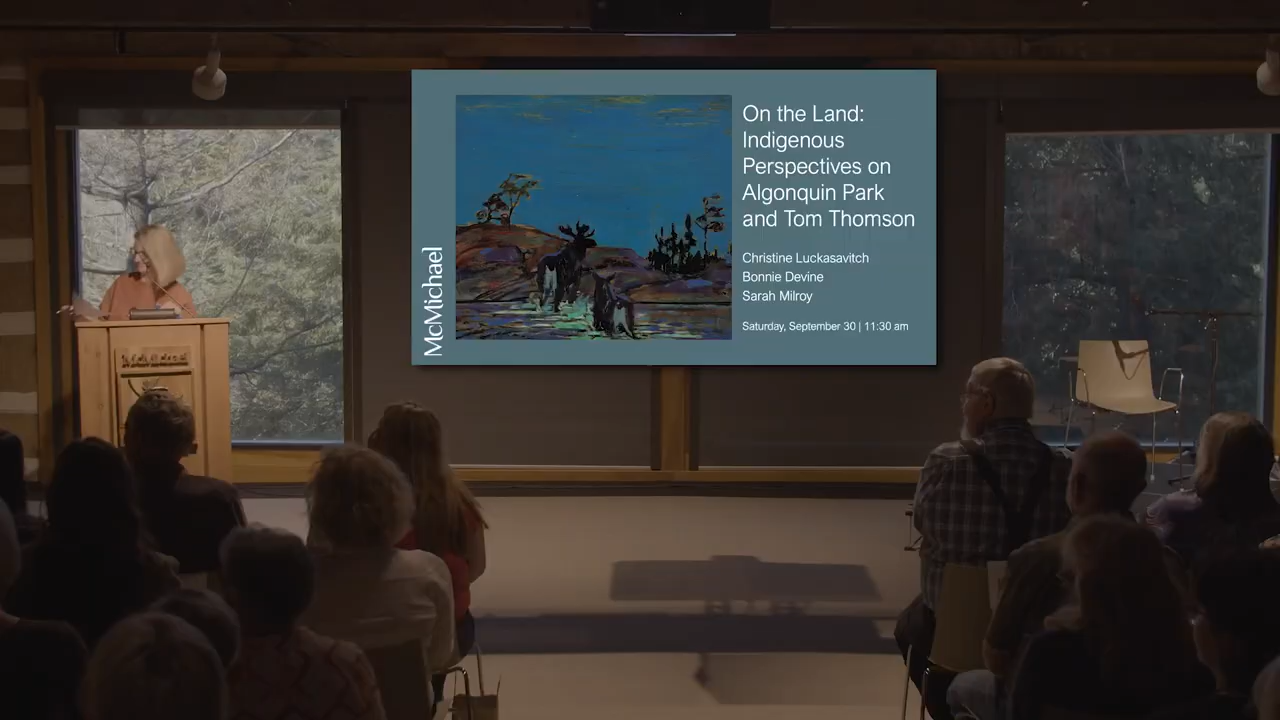 On the Land:
Indigenous
Perspectives on
Algonquin Park
and Tom Thomson
Christine Luckasavitch
Bonnie Devine
Sarah Milroy
Saturday, September 30 | 11:30 am
McMichael